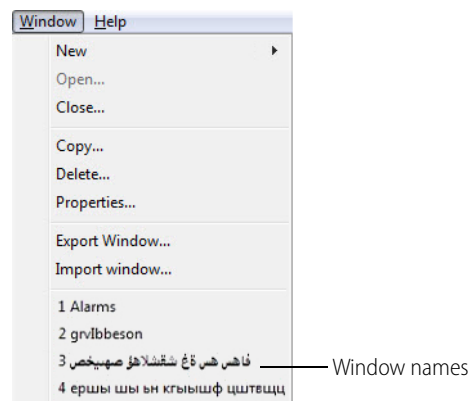 Window Help
New
Open...
Close...
Copy...
Delete...
Properties...
Export Window...
Import window...
1 Alarms
2 grvIbbeson
3 فاهس هس ةغ شقشلاهؤ صهىيخص
Window names
4 ершы шы ьн кгыышф цштвщц